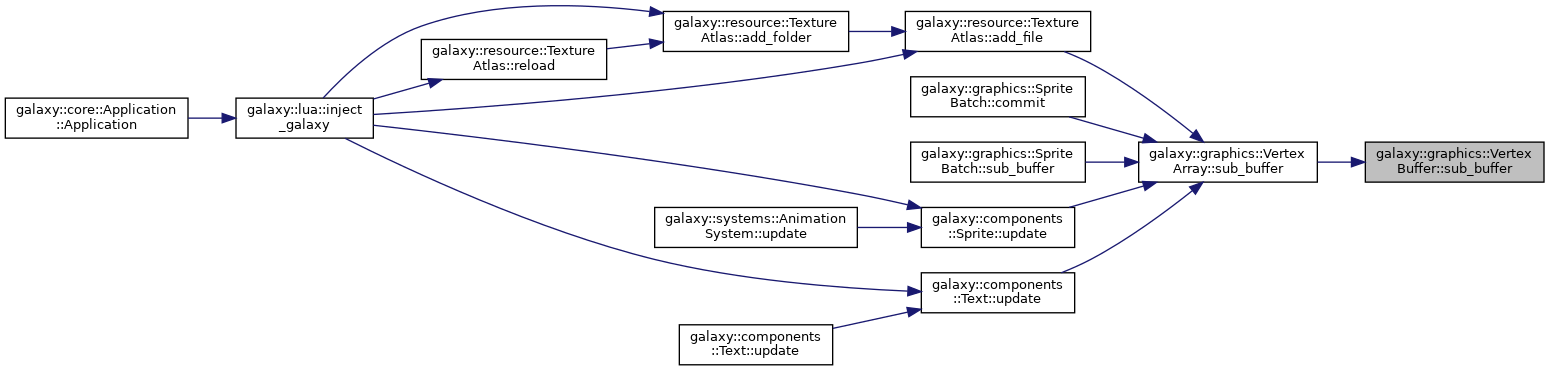 galaxy::core::Application
::Application
galaxy::lua::inject
_galaxy
galaxy::resource::Texture
Atlas::reload
galaxy::resource::Texture
Atlas::add_folder
galaxy::resource::Texture
Atlas::add_file
galaxy::graphics::Sprite
Batch::commit
galaxy::graphics::Sprite
Batch::sub_buffer
galaxy::systems::Animation
System::update
galaxy::components
::Sprite::update
galaxy::components
::Text::update
galaxy::components
::Text::update
galaxy::graphics::Vertex
Array::sub_buffer
galaxy::graphics::Vertex
Buffer::sub_buffer